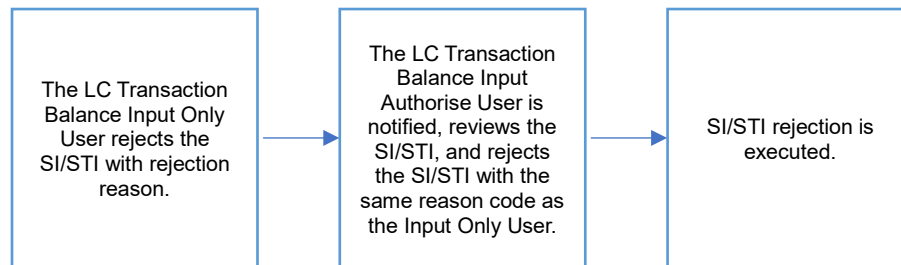 The LC Transaction
Balance Input Only
User rejects the
SI/STI with rejection
reason.
The LC Transaction
Balance Input
Authorise User is
notified, reviews the
SI/STI, and rejects
the SI/STI with the
same reason code as
the Input Only User.
SI/STI rejection is
executed.